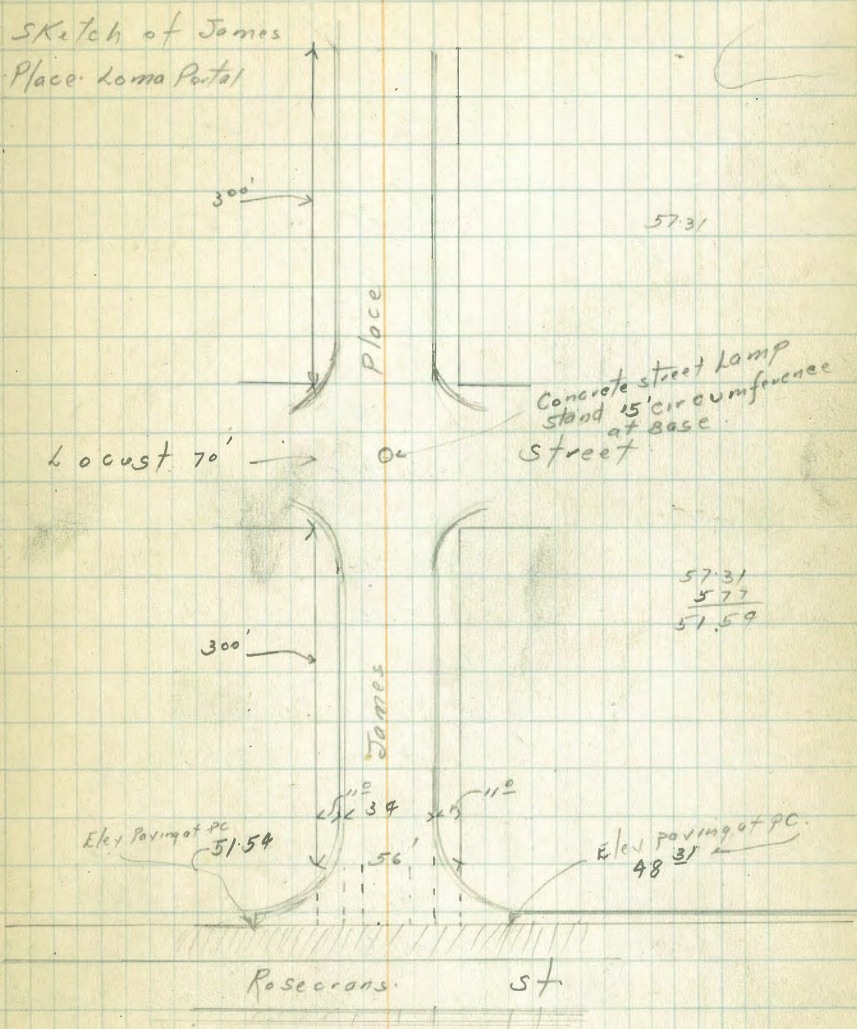 Sketch of James
Place. Loma Portal
300'
57.31
Place
Concrete street Lamp
stand 15' circumference
at Base
Locust 70'
Street
57.31
5 77
51.54
300'
James
11º
34
11º
Elev Paving at PC
51.54
56'
Elev paving at PC.
48 31
Rosecrans. St.